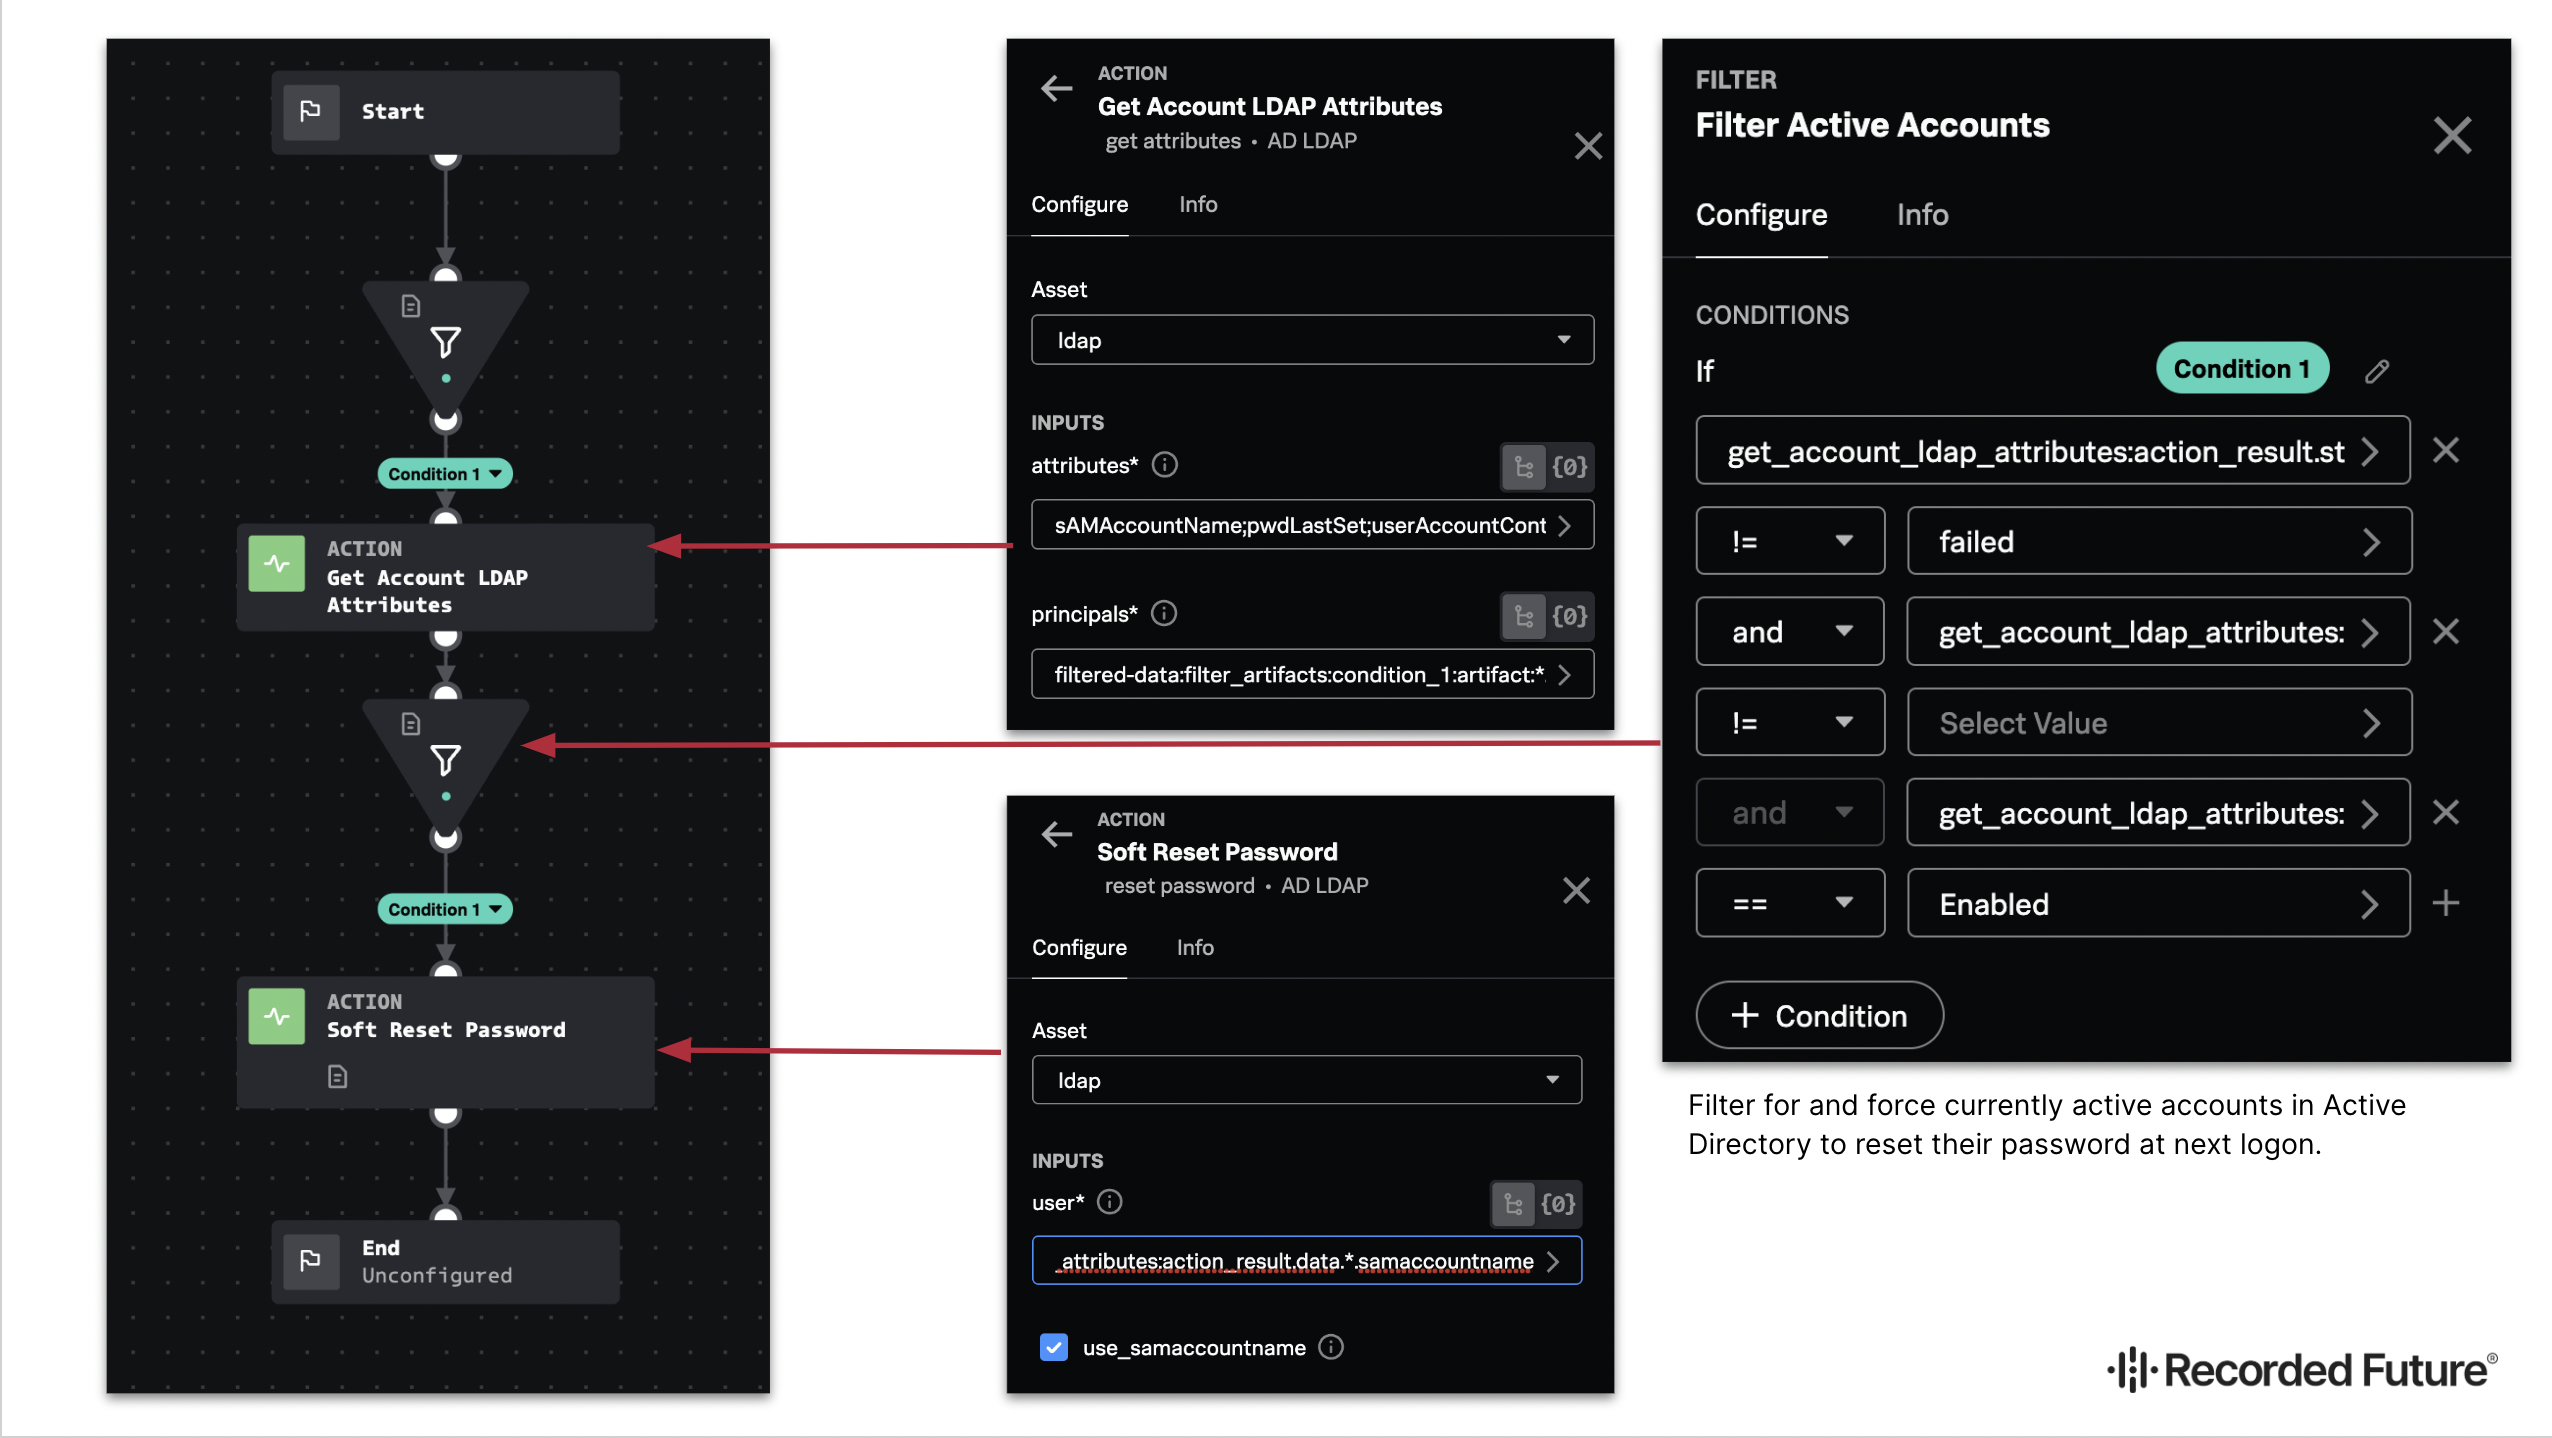 Start
Condition 1
ACTION
Get Account LDAP
Attributes
Condition 1
ACTION
Soft Reset Password
End
Unconfigured
ACTION
Get Account LDAP Attributes
get attributes • AD LDAP
Configure Info
Asset
ldap
INPUTS
attributes* {0}
sAMAccountName;pwdLastSet;userAccountCont
principals* {0}
filtered-data:filter_artifacts:condition_1:artifact:*.
ACTION
Soft Reset Password
reset password • AD LDAP
Configure Info
Asset
ldap
INPUTS
user* {0}
_attributes:action_result.data.*.samaccountname
use_samaccountname
FILTER
Filter Active Accounts
Configure Info
CONDITIONS
If Condition 1
get_account_ldap_attributes:action_result.st
!= failed
and get_account_ldap_attributes:
!= Select Value
and get_account_ldap_attributes:
== Enabled
+ Condition
Filter for and force currently active accounts in Active
Directory to reset their password at next logon.
Recorded Future®